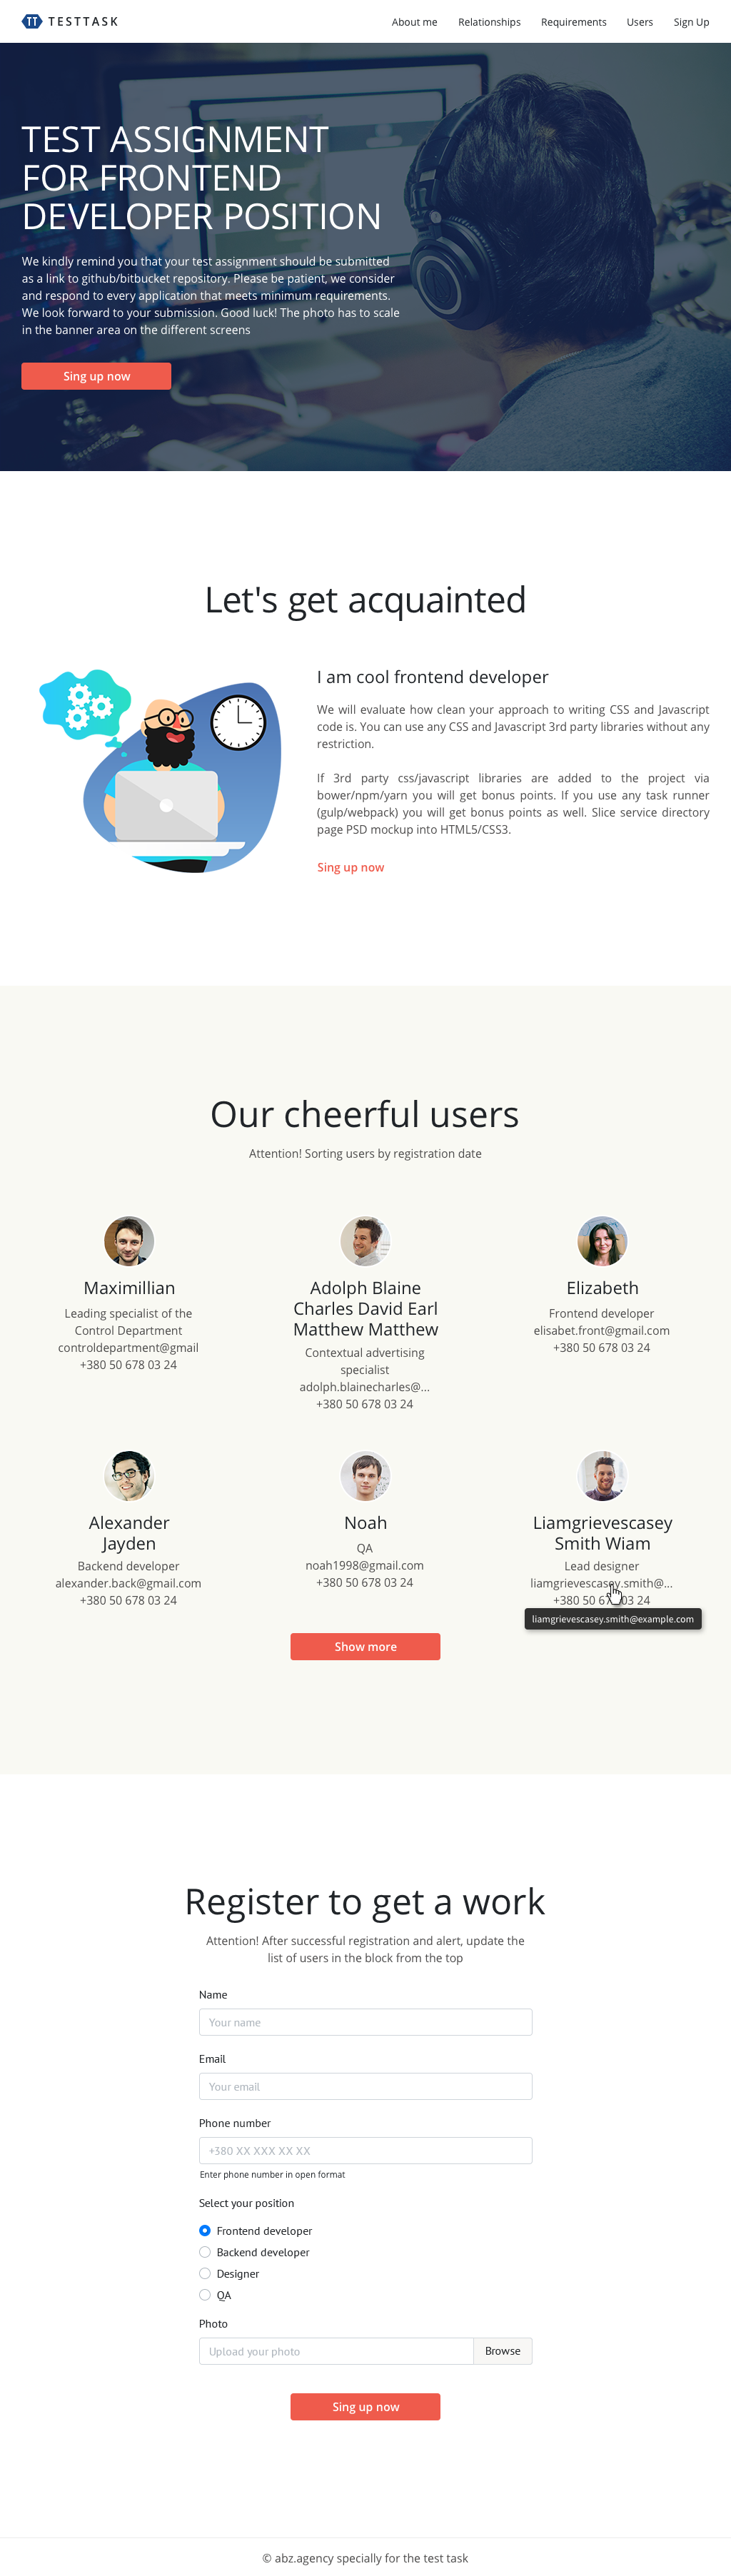 TT TESTTASK
About me Relationships Requirements Users Sign Up
TEST ASSIGNMENT
FOR FRONTEND
DEVELOPER POSITION
We kindly remind you that your test assignment should be submitted
as a link to github/bitbucket repository. Please be patient, we consider
and respond to every application that meets minimum requirements.
We look forward to your submission. Good luck! The photo has to scale
in the banner area on the different screens
Sing up now
Let's get acquainted
I am cool frontend developer
We will evaluate how clean your approach to writing CSS and Javascript
code is. You can use any CSS and Javascript 3rd party libraries without any
restriction.
If 3rd party css/javascript libraries are added to the project via
bower/npm/yarn you will get bonus points. If you use any task runner
(gulp/webpack) you will get bonus points as well. Slice service directory
page PSD mockup into HTML5/CSS3.
Sing up now
Our cheerful users
Attention! Sorting users by registration date
Maximillian
Leading specialist of the
Control Department
controldepartment@gmail
+380 50 678 03 24
Adolph Blaine
Charles David Earl
Matthew Matthew
Contextual advertising
specialist
adolph.blainecharles@...
+380 50 678 03 24
Elizabeth
Frontend developer
elisabet.front@gmail.com
+380 50 678 03 24
Alexander
Jayden
Backend developer
alexander.back@gmail.com
+380 50 678 03 24
Noah
QA
noah1998@gmail.com
+380 50 678 03 24
Liamgrievescasey
Smith Wiam
Lead designer
liamgrievescasey.smith@...
+380 50 67 03 24
liamgrievescasey.smith@example.com
Show more
Register to get a work
Attention! After successful registration and alert, update the
list of users in the block from the top
Name
Your name
Email
Your email
Phone number
+380 XX XXX XX XX
Enter phone number in open format
Select your position
Frontend developer
Backend developer
Designer
QA
Photo
Upload your photo Browse
Sing up now
© abz.agency specially for the test task